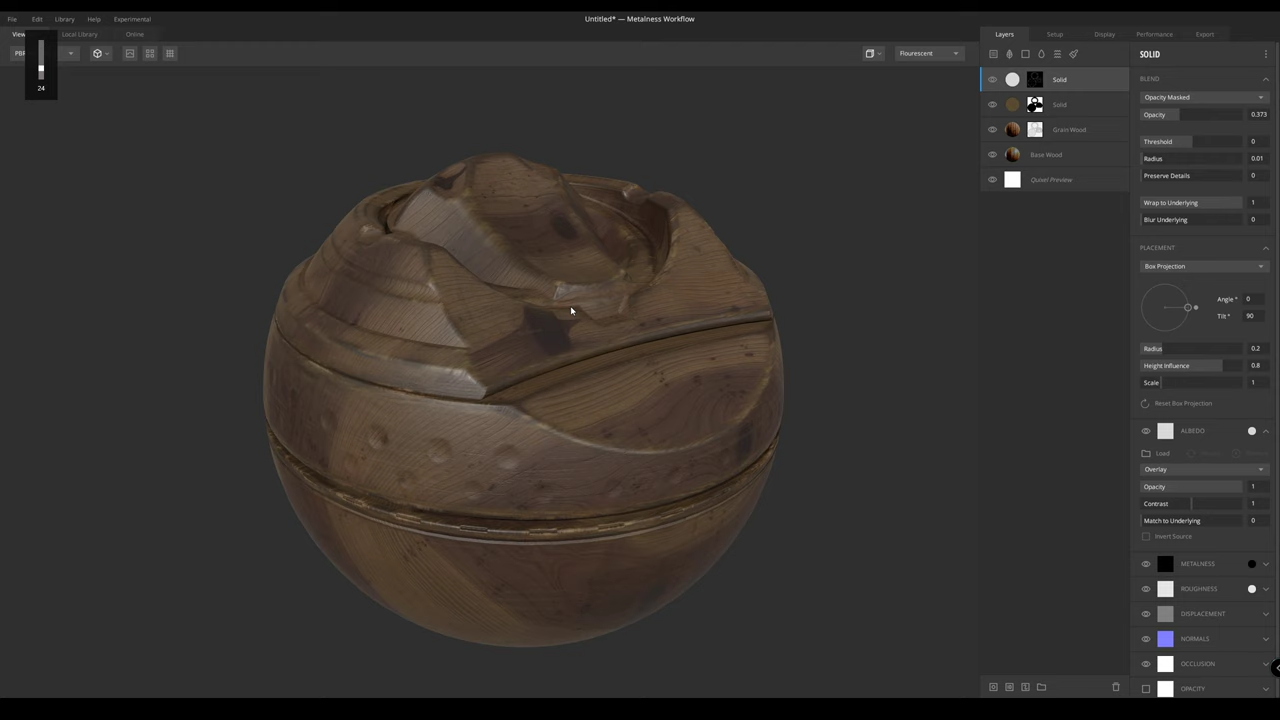 File Edit Library Help Experimental
Untitled* — Metalness Workflow
View Local Library Online
24
Flourescent
Layers Setup Display Performance Export
Solid
Solid
Grain Wood
Base Wood
Quixel Preview
SOLID
BLEND
Opacity Masked
Opacity 0.373
Threshold 0
Radius 0.01
Preserve Details 0
Wrap to Underlying 1
Blur Underlying 0
PLACEMENT
Box Projection
Angle ° 0
Tilt ° 90
Radius 0.2
Height Influence 0.8
Scale 1
Reset Box Projection
ALBEDO
Load
Overlay
Opacity 1
Contrast 1
Match to Underlying 0
Invert Source
METALNESS
ROUGHNESS
DISPLACEMENT
NORMALS
OCCLUSION
OPACITY